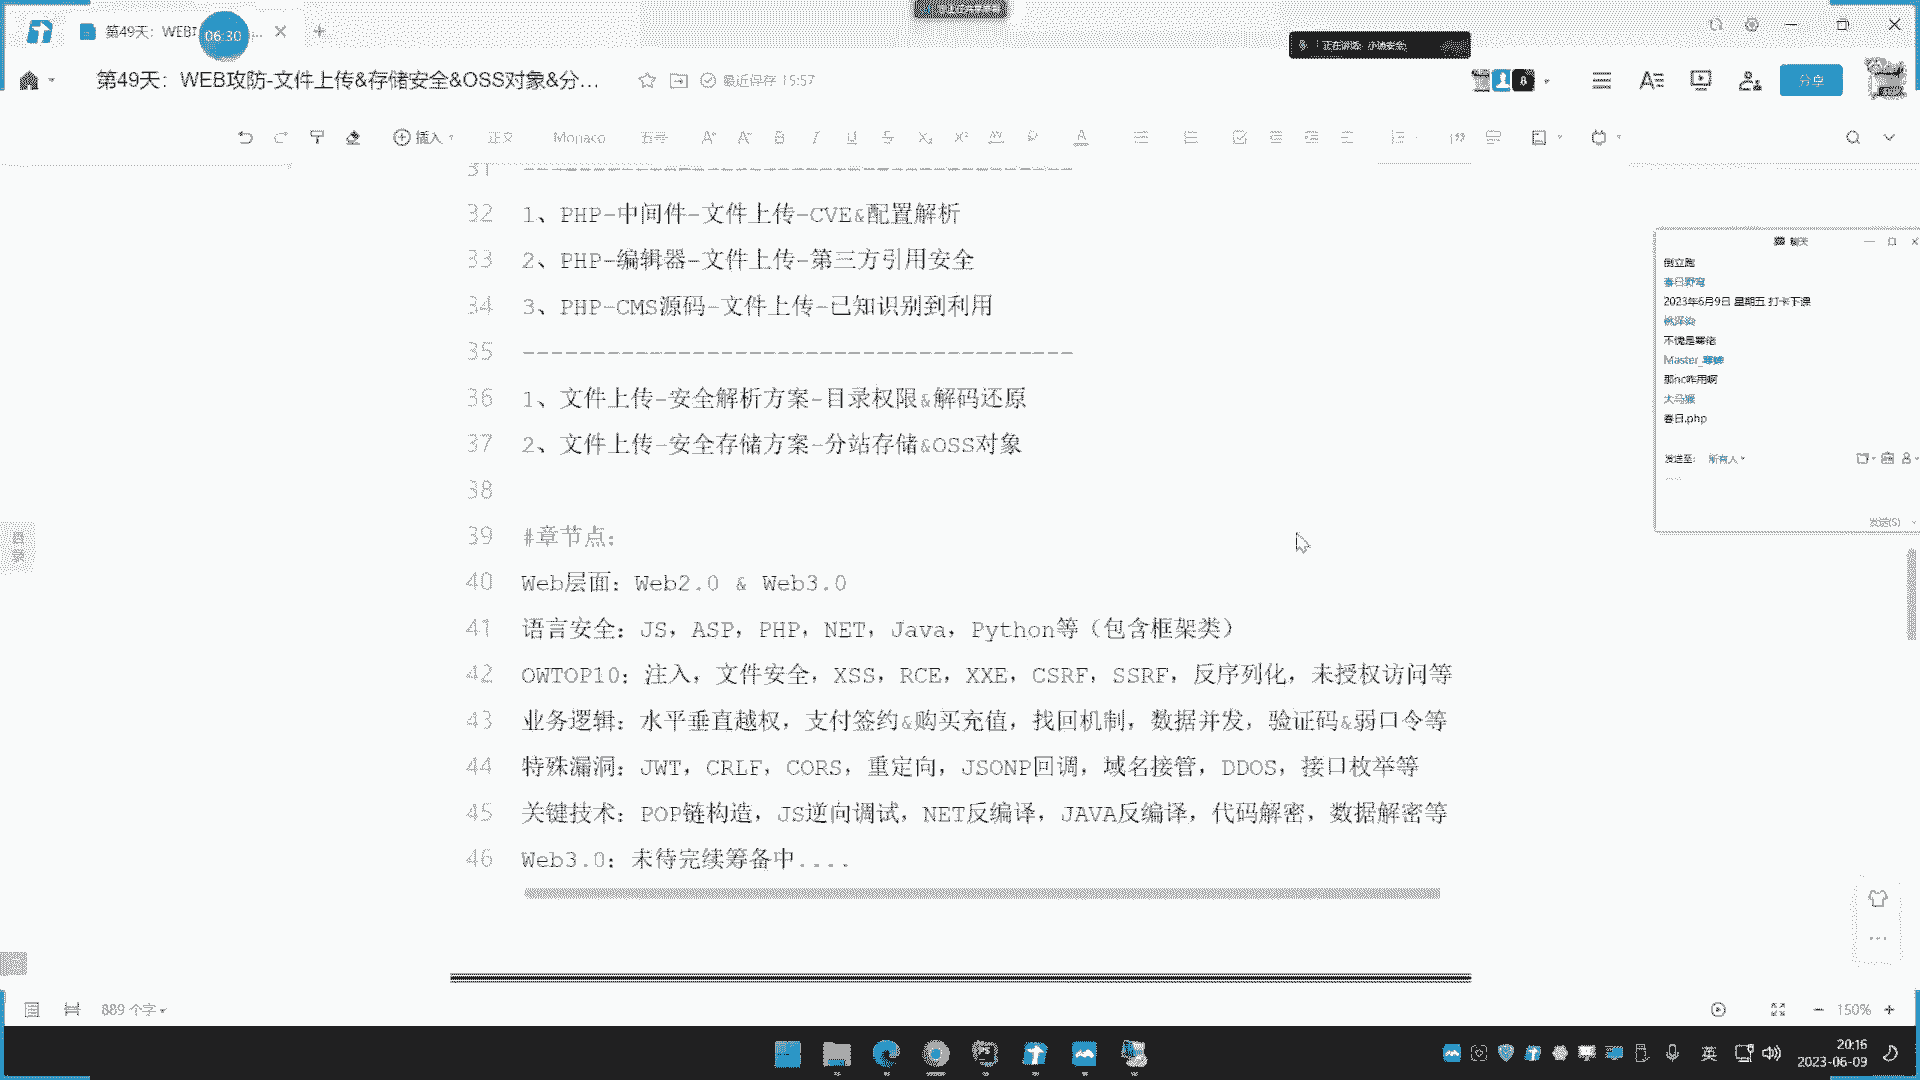 第49天：WEB
06:30
正在讲话: 小迪安全
第49天：WEB攻防-文件上传&存储安全&OSS对象&分...
最近保存 15:57
分享
插入
正文
Monaco
五号
31 ------------------------------------
32 1、PHP-中间件-文件上传-CVE&配置解析
33 2、PHP-编辑器-文件上传-第三方引用安全
34 3、PHP-CMS源码-文件上传-已知识别到利用
35 ------------------------------------
36 1、文件上传-安全解析方案-目录权限&解码还原
37 2、文件上传-安全存储方案-分站存储&OSS对象
38
39 #章节点：
40 Web层面：Web2.0 & Web3.0
41 语言安全：JS，ASP，PHP，NET，Java，Python等（包含框架类）
42 OWTOP10：注入，文件安全，XSS，RCE，XXE，CSRF，SSRF，反序列化，未授权访问等
43 业务逻辑：水平垂直越权，支付签约&购买充值，找回机制，数据并发，验证码&弱口令等
44 特殊漏洞：JWT，CRLF，CORS，重定向，JSONP回调，域名接管，DDOS，接口枚举等
45 关键技术：POP链构造，JS逆向调试，NET反编译，JAVA反编译，代码解密，数据解密等
46 Web3.0：未待完续筹备中....
聊天
倒立跑
春日野穹
2023年6月9日 星期五 打卡下课
不愧是寒佬
那nc咋用啊
大马猴
春日.php
发送至：
所有人
发送(S)
目录
889 个字
150%
英
20:16
2023-06-09